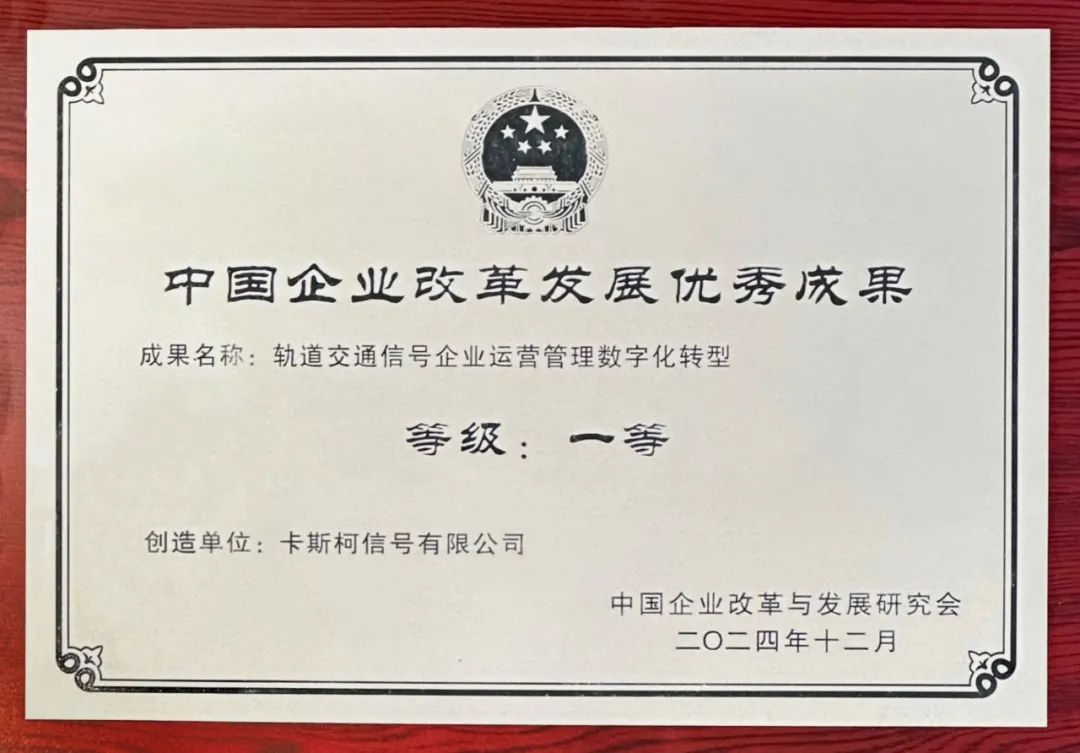 中国企业改革发展优秀成果
成果名称：轨道交通信号企业运营管理数字化转型
等级：一等
创造单位：卡斯柯信号有限公司
中国企业改革与发展研究会
二〇二四年十二月